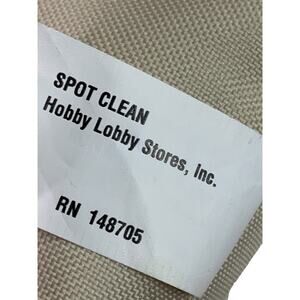 SPOT CLEAN
Hobby Lobby Stores, Inc.
RN 148705